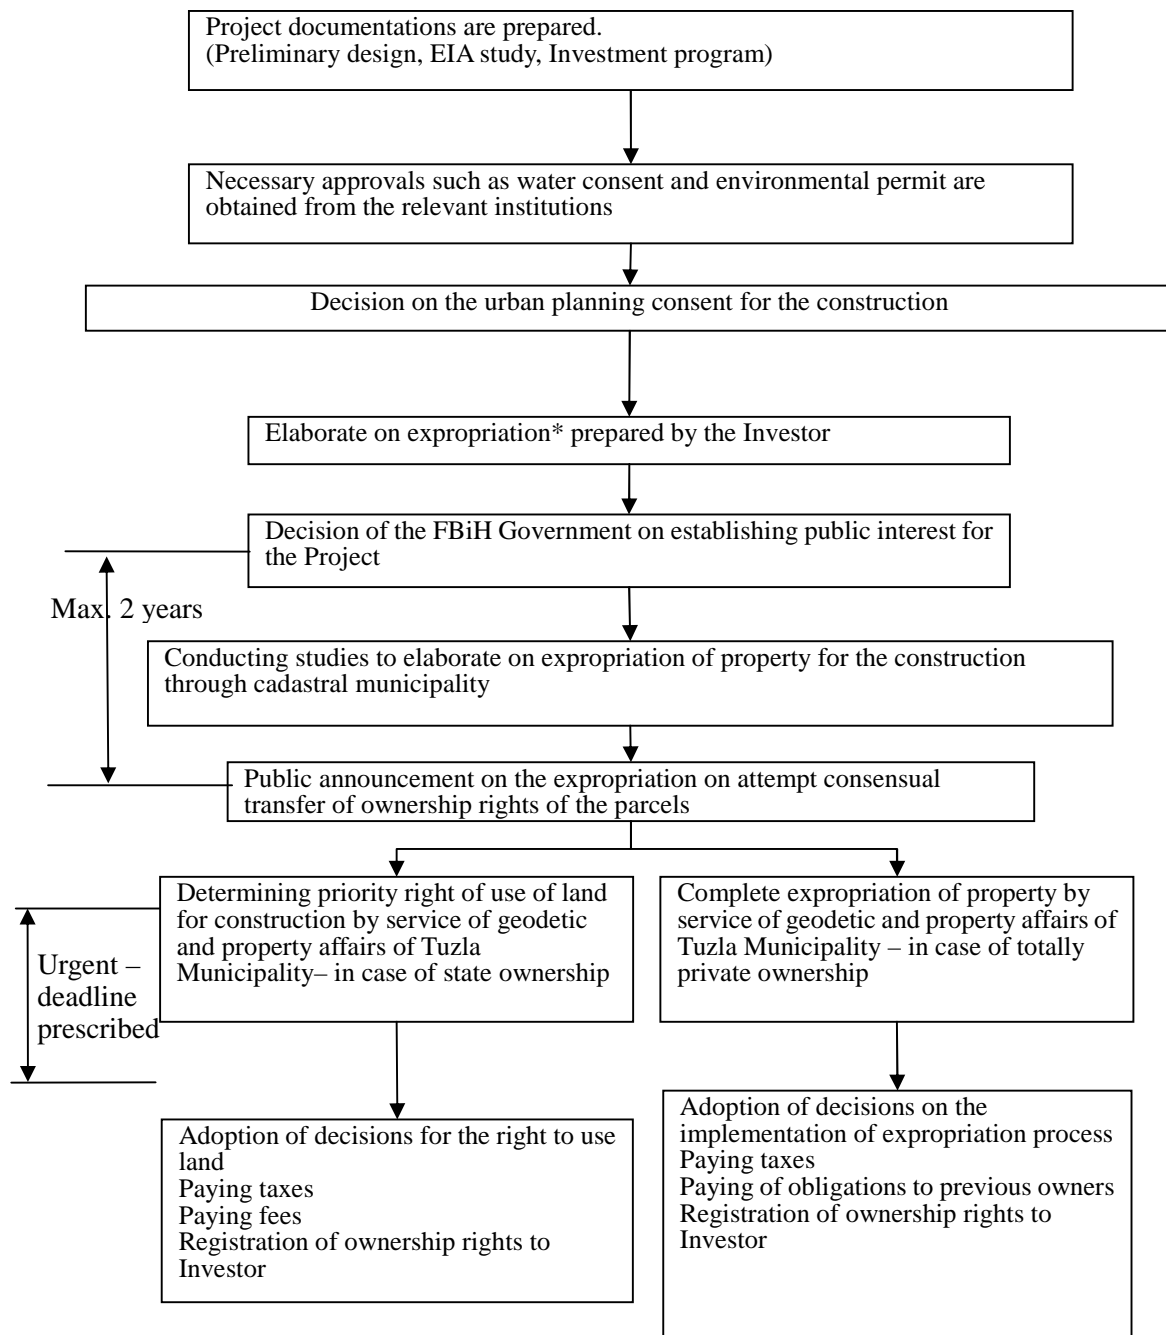 Project documentations are prepared.
(Preliminary design, EIA study, Investment program)
Necessary approvals such as water consent and environmental permit are
obtained from the relevant institutions
Decision on the urban planning consent for the construction
Elaborate on expropriation* prepared by the Investor
Decision of the FBiH Government on establishing public interest for
the Project
Max. 2 years
Conducting studies to elaborate on expropriation of property for the construction
through cadastral municipality
Public announcement on the expropriation on attempt consensual
transfer of ownership rights of the parcels
Determining priority right of use of land
for construction by service of geodetic
and property affairs of Tuzla
Municipality– in case of state ownership
Complete expropriation of property by
service of geodetic and property affairs of
Tuzla Municipality – in case of totally
private ownership
Urgent –
deadline
prescribed
Adoption of decisions for the right to use
land
Paying taxes
Paying fees
Registration of ownership rights to
Investor
Adoption of decisions on the
implementation of expropriation process
Paying taxes
Paying of obligations to previous owners
Registration of ownership rights to
Investor